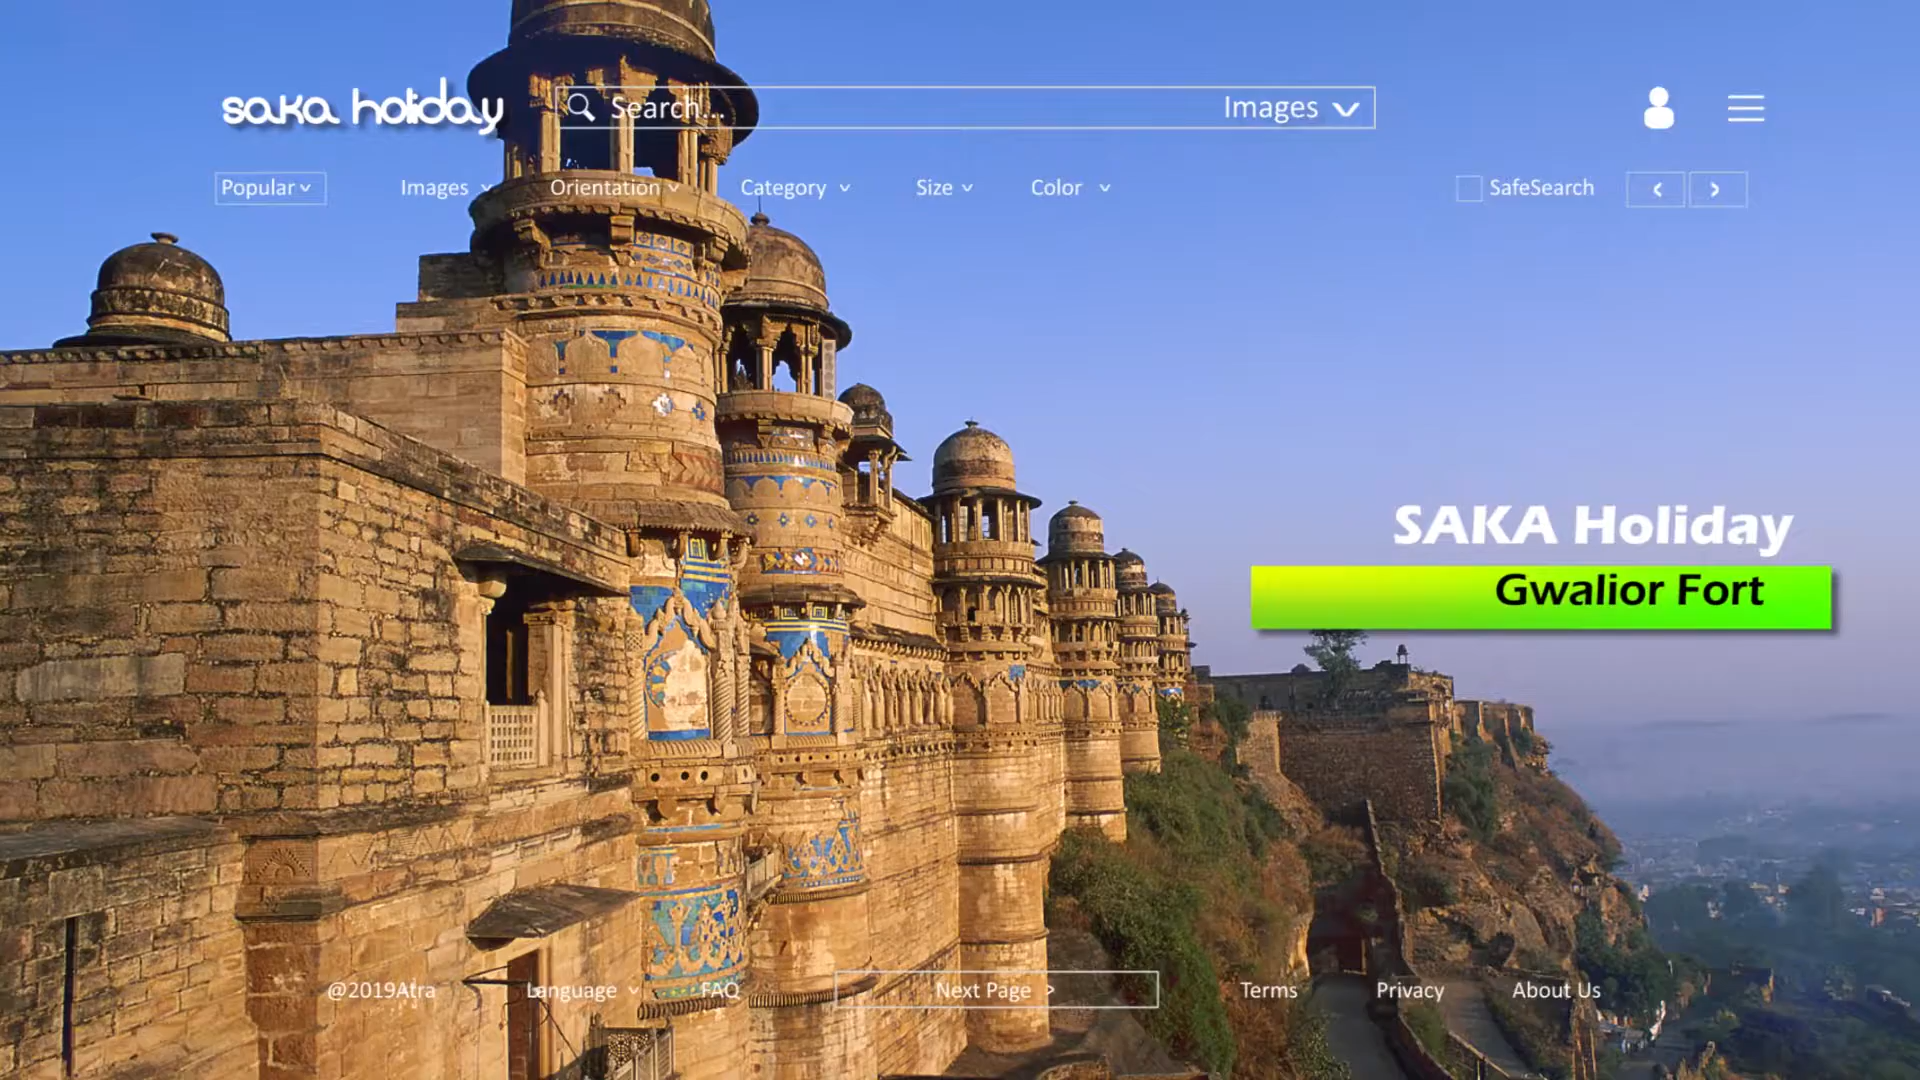 saka holiday
Search...
Images
Popular
Images
Orientation
Category
Size
Color
SafeSearch
SAKA Holiday
Gwalior Fort
@2019Atra
Language
FAQ
Next Page >
Terms
Privacy
About Us